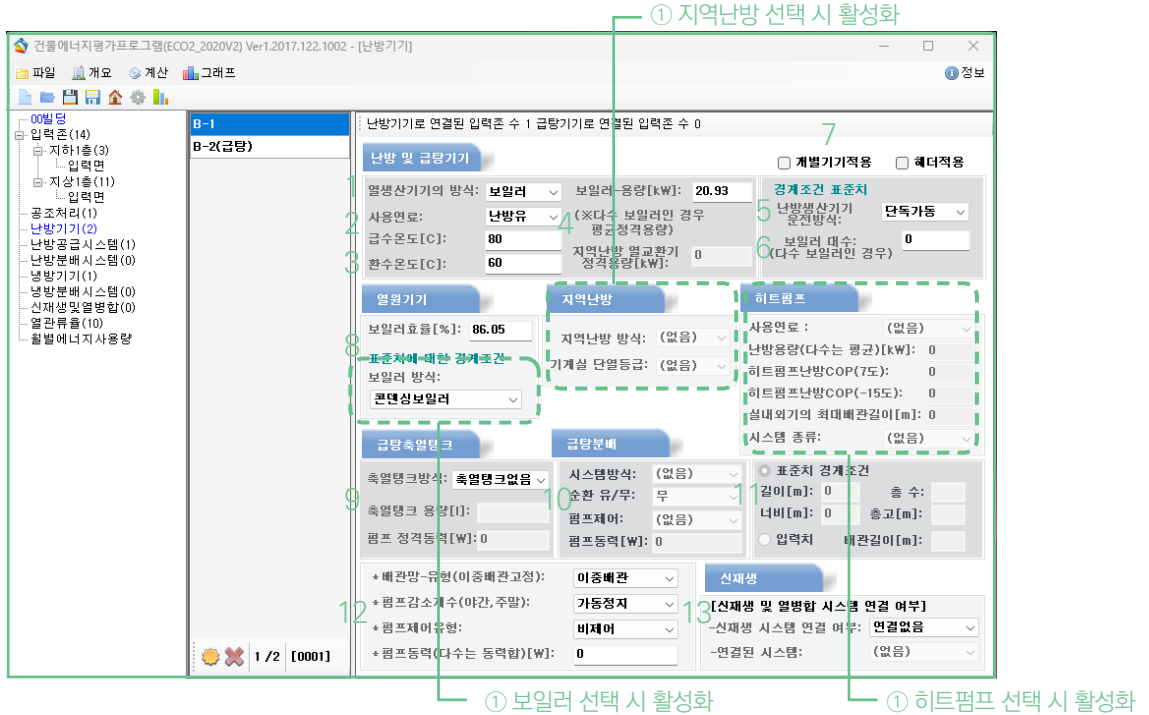 ① 지역난방 선택 시 활성화
건물에너지평가프로그램(ECO2_2020V2) Ver1.2017.122.1002 - [난방기기]
파일 개요 계산 그래프 정보
00빌딩
입력존(14)
지하1층(3)
입력면
지상1층(11)
입력면
공조처리(1)
난방기기(2)
난방공급시스템(1)
난방분배시스템(0)
냉방기기(1)
냉방분배시스템(0)
신재생및열병합(0)
열관류율(10)
월별에너지사용량
B-1
B-2(급탕)
1 /2 [0001]
난방기기로 연결된 입력존 수 1 급탕기기로 연결된 입력존 수 0
난방 및 급탕기기
7
개별기기적용 헤더적용
1 열생산기기의 방식: 보일러
2 사용연료: 난방유
급수온도[C]: 80
3 환수온도[C]: 60
보일러-용량[kW]: 20.93
4 (※다수 보일러인 경우
평균정격용량)
지역난방 열교환기
정격용량[kW]: 0
경계조건 표준치
5 난방생산기기
운전방식: 단독가동
6 보일러 대수: 0
(다수 보일러인 경우)
열원기기
보일러효율[%]: 86.05
8
표준치에 대한 경계조건
보일러 방식:
콘덴싱보일러
지역난방
지역난방 방식: (없음)
기계실 단열등급: (없음)
히트펌프
사용연료 : (없음)
난방용량(다수는 평균)[kW]: 0
히트펌프난방COP(7도): 0
히트펌프난방COP(-15도): 0
실내외기의 최대배관길이[m]: 0
시스템 종류: (없음)
급탕축열탱크
축열탱크방식: 축열탱크없음
9
축열탱크 용량[l]:
펌프 정격동력[W]: 0
급탕분배
시스템방식: (없음)
10 순환 유/무: 무
펌프제어: (없음)
펌프동력[W]: 0
표준치 경계조건
11 길이[m]: 0 층 수:
너비[m]: 0 층고[m]:
입력치 배관길이[m]:
*배관망-유형(이중배관고정): 이중배관
12 *펌프감소계수(야간,주말): 가동정지
*펌프제어유형: 비제어
*펌프동력(다수는 동력합)[W]: 0
신재생
13 [신재생 및 열병합 시스템 연결 여부]
-신재생 시스템 연결 여부: 연결없음
-연결된 시스템: (없음)
① 보일러 선택 시 활성화
① 히트펌프 선택 시 활성화